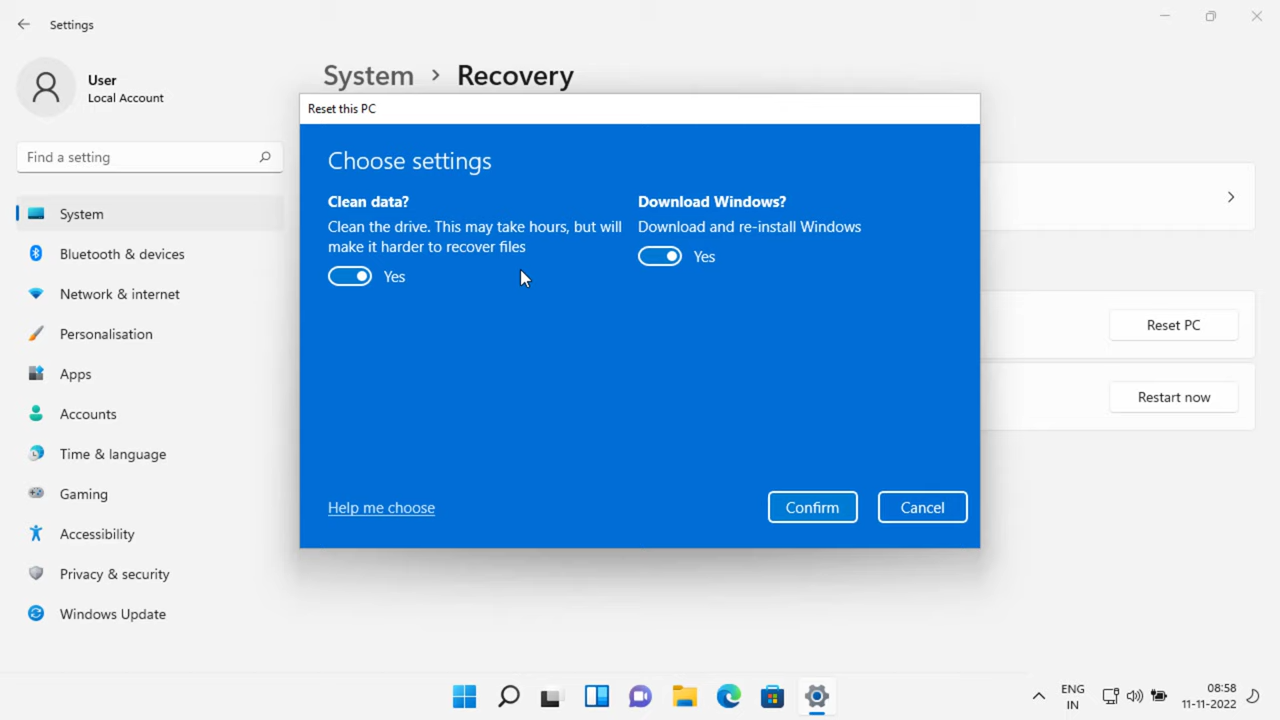 Settings
User
Local Account
Find a setting
System
Bluetooth & devices
Network & internet
Personalisation
Apps
Accounts
Time & language
Gaming
Accessibility
Privacy & security
Windows Update
System > Recovery
Reset this PC
Choose settings
Clean data?
Clean the drive. This may take hours, but will
make it harder to recover files
Yes
Download Windows?
Download and re-install Windows
Yes
Help me choose
Confirm
Cancel
Reset PC
Restart now
ENG
IN
08:58
11-11-2022